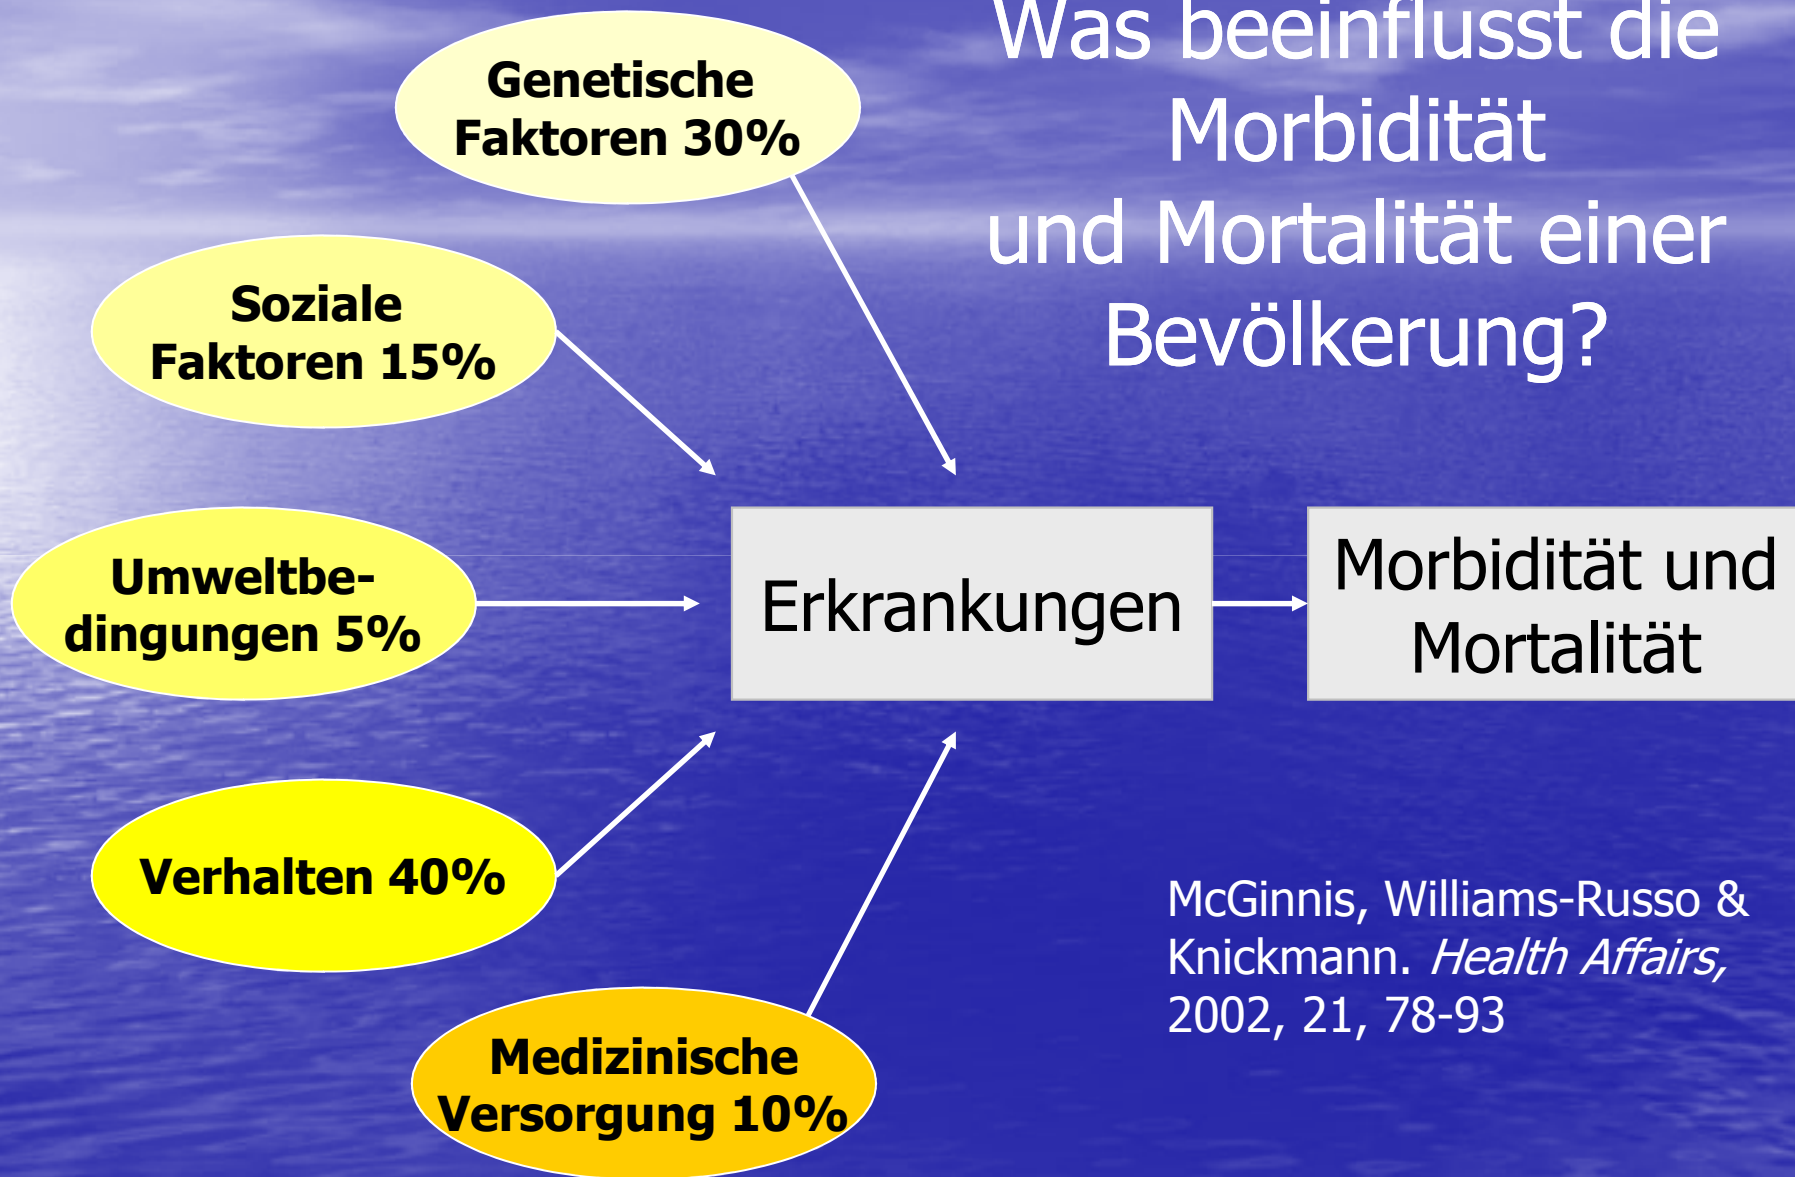 Was beeinflusst die
Morbidität
und Mortalität einer
Bevölkerung?
Genetische
Faktoren 30%
Soziale
Faktoren 15%
Umweltbe-
dingungen 5%
Verhalten 40%
Medizinische
Versorgung 10%
Erkrankungen
Morbidität und
Mortalität
McGinnis, Williams-Russo &
Knickmann. Health Affairs,
2002, 21, 78-93